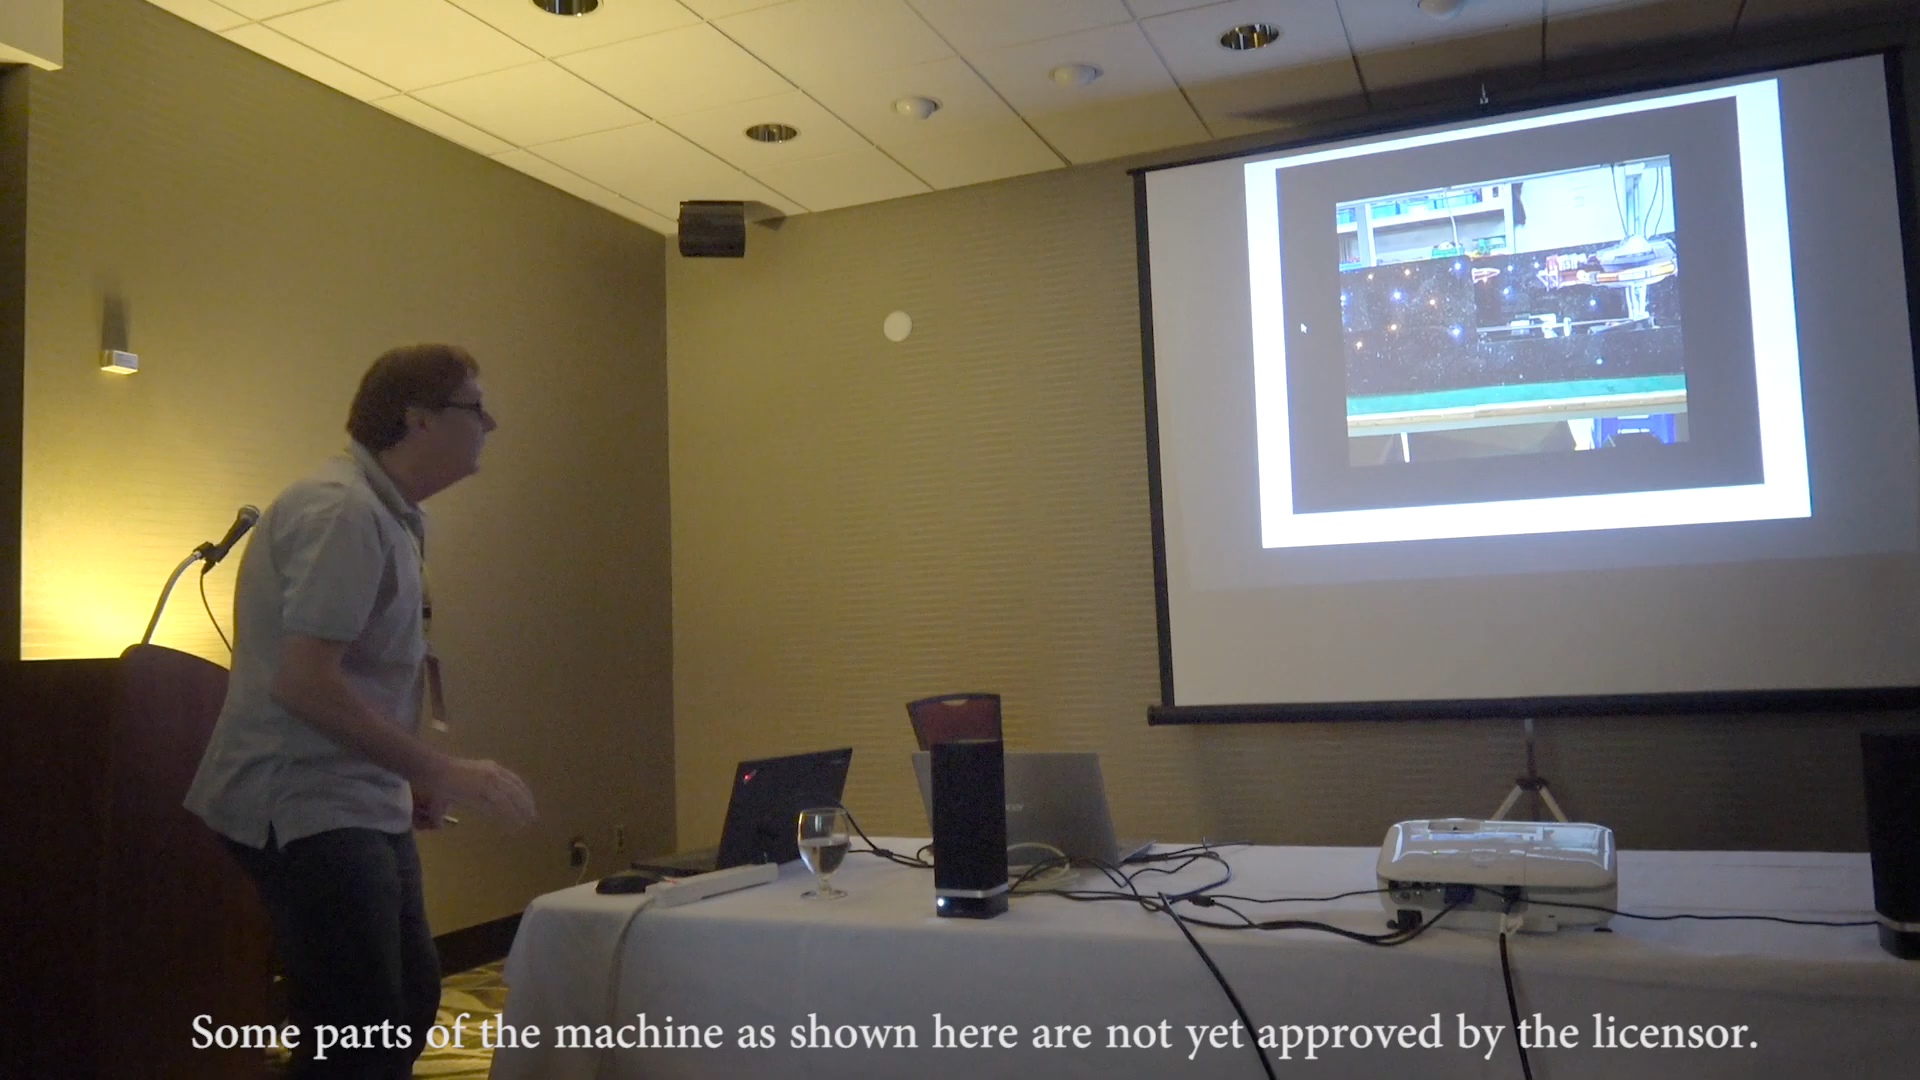 Some parts of the machine as shown here are not yet approved by the licensor.